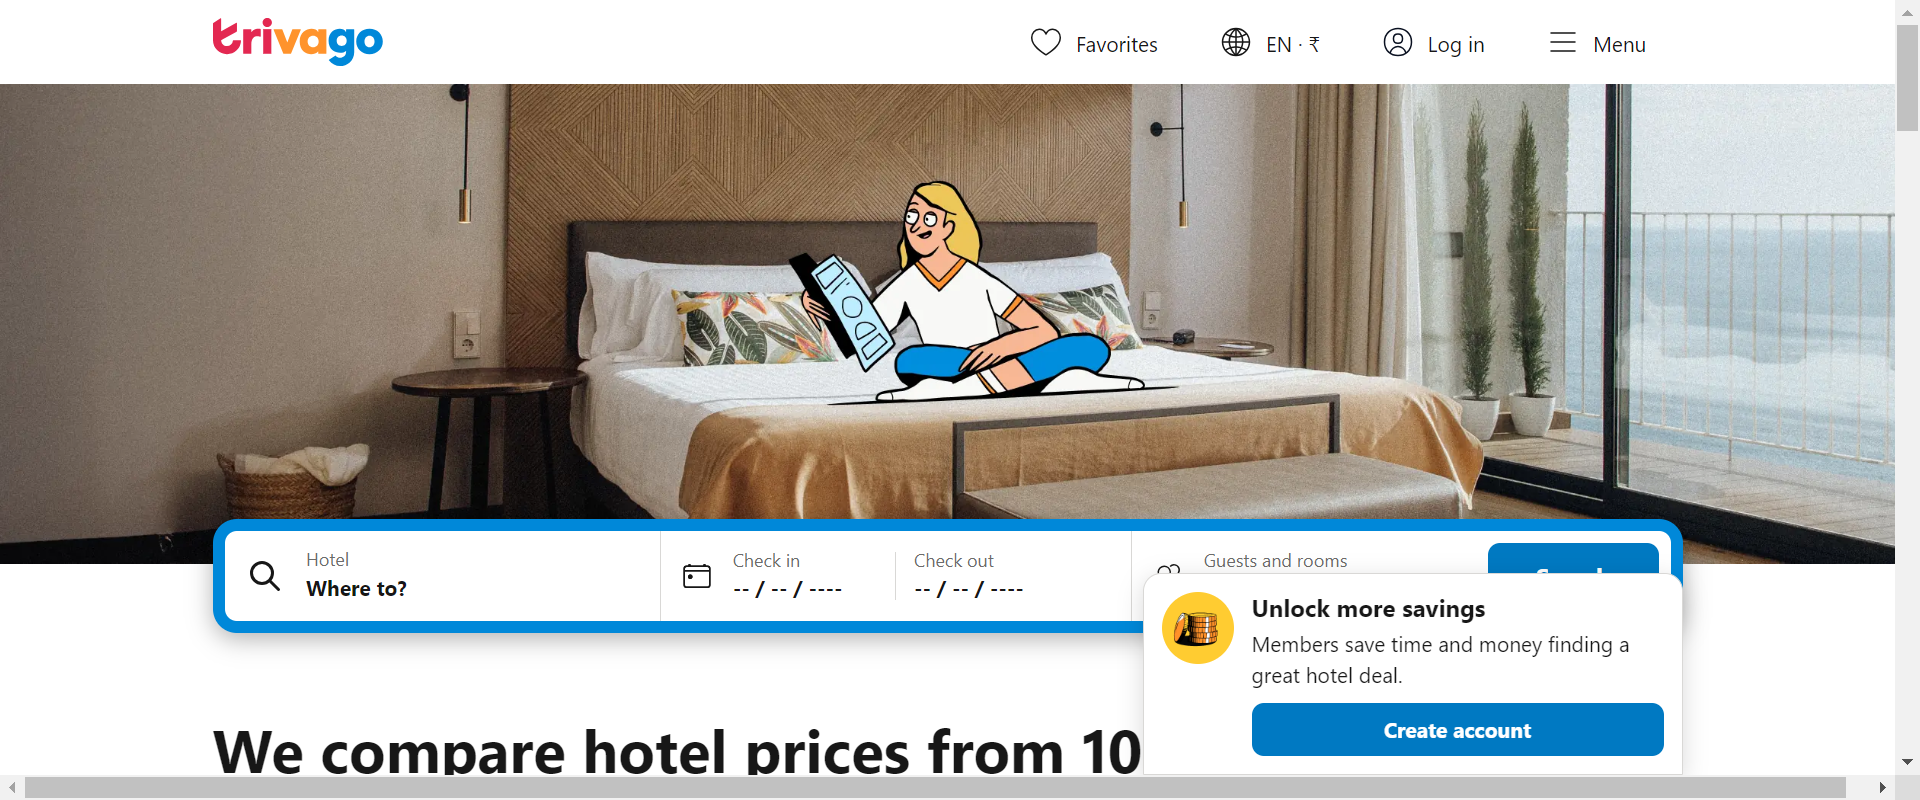 trivago
Favorites
EN · ₹
Log in
Menu
Hotel
Where to?
Check in
-- / -- / ----
Check out
-- / -- / ----
Guests and rooms
Unlock more savings
Members save time and money finding a
great hotel deal.
Create account
We compare hotel prices from 10